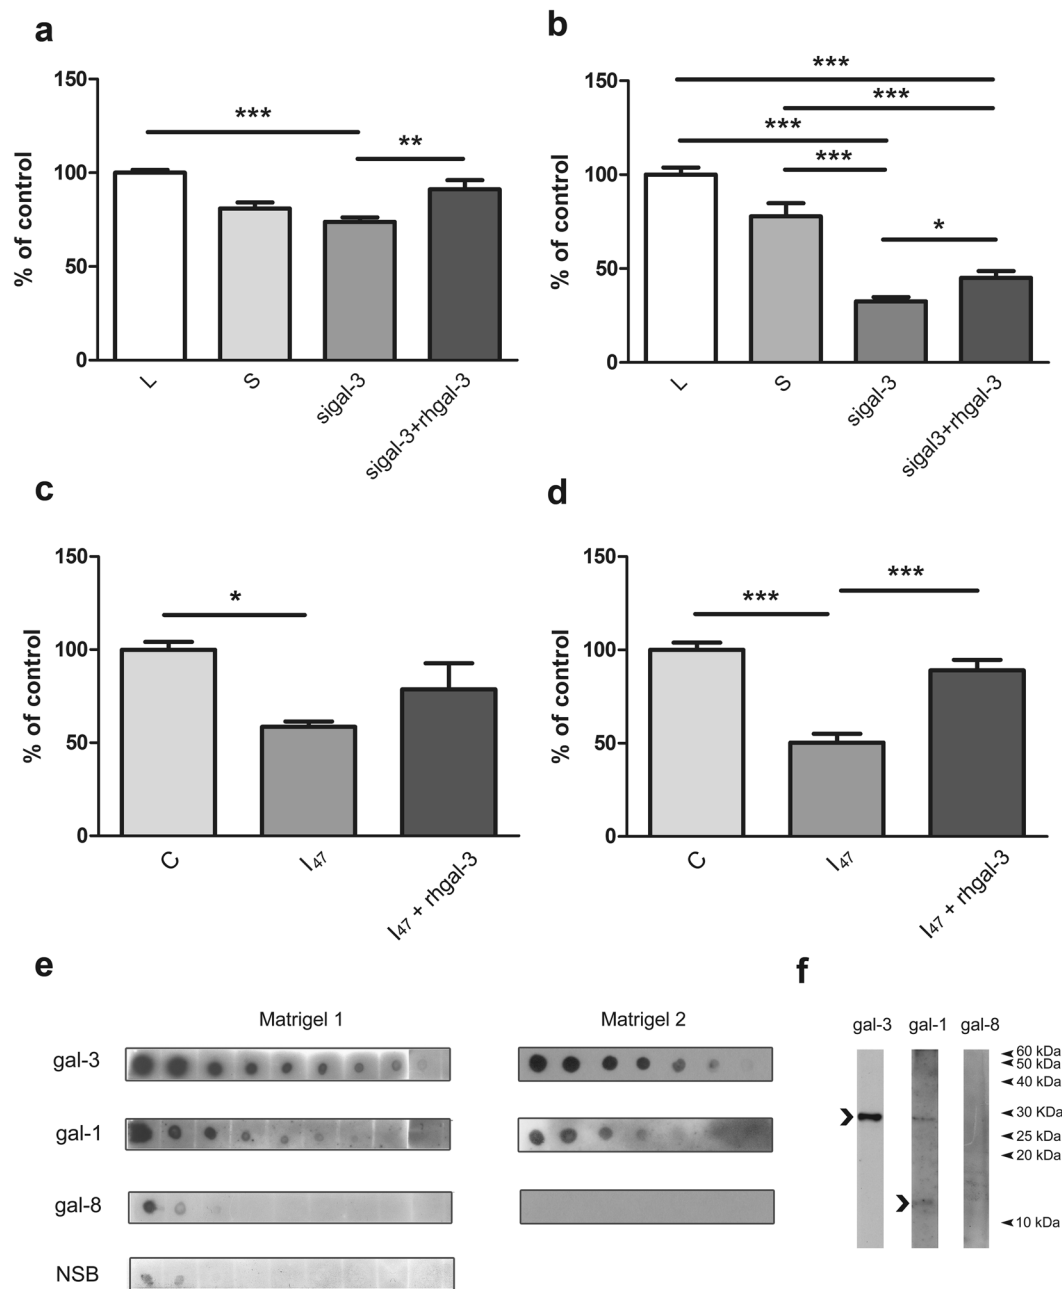 a
150
100
50
0
% of control
***
**
L
S
sigal-3
sigal-3+rhgal-3
b
150
100
50
0
% of control
***
***
***
***
*
L
S
sigal-3
sigal3+rhgal-3
c
150
100
50
0
% of control
*
C
I47
I47 + rhgal-3
d
150
100
50
0
% of control
***
***
C
I47
I47 + rhgal-3
e
Matrigel 1
Matrigel 2
gal-3
gal-1
gal-8
NSB
f
gal-3 gal-1 gal-8
60 kDa
50 kDa
40 kDa
30 KDa
25 kDa
20 kDa
10 kDa